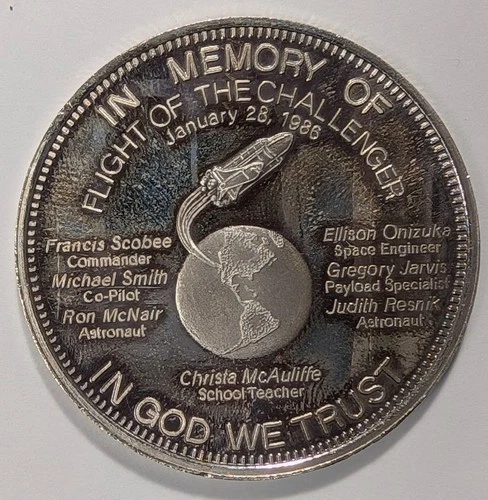 IN MEMORY OF
FLIGHT OF THE CHALLENGER
January 28, 1986
Francis Scobee
Commander
Michael Smith
Co-Pilot
Ron McNair
Astronaut
Ellison Onizuka
Space Engineer
Gregory Jarvis
Payload Specialist
Judith Resnik
Astronaut
Christa McAuliffe
School Teacher
IN GOD WE TRUST